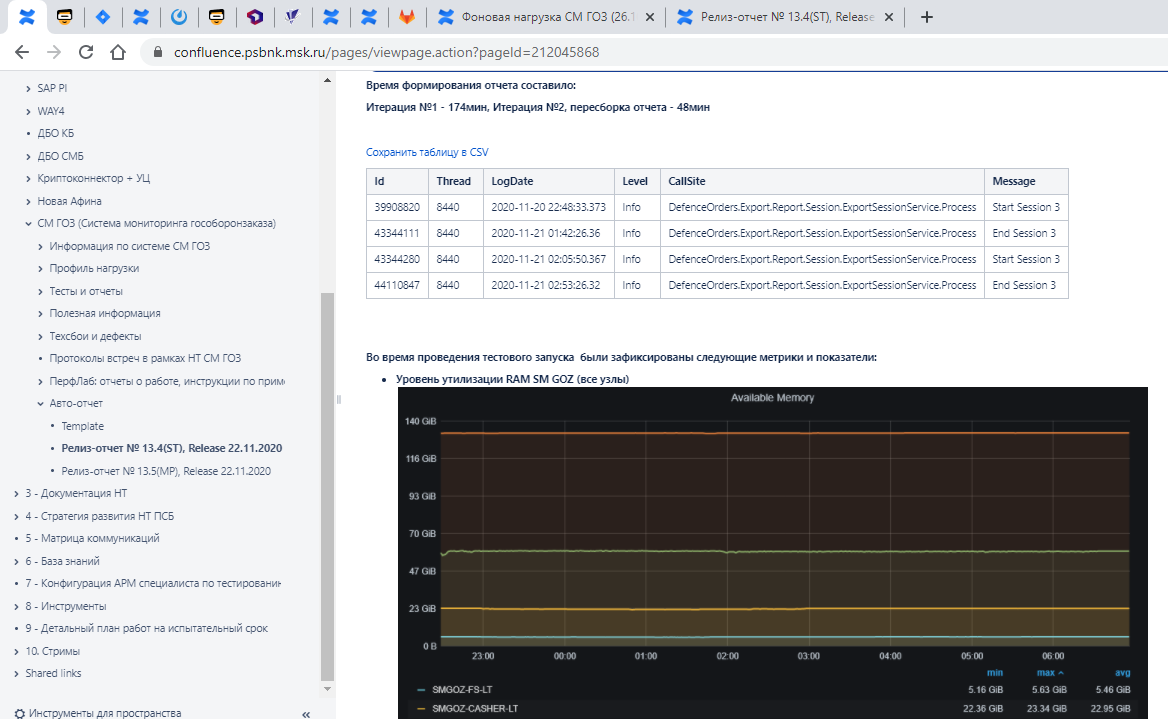 Фоновая нагрузка СМ ГОЗ (26.1
Релиз-отчет № 13.4(ST), Release
confluence.psbnk.msk.ru/pages/viewpage.action?pageId=212045868
SAP PI
WAY4
ДБО КБ
ДБО СМБ
Криптоконнектор + УЦ
Новая Афина
СМ ГОЗ (Система мониторинга гособоронзаказа)
Информация по системе СМ ГОЗ
Профиль нагрузки
Тесты и отчеты
Полезная информация
Техсбои и дефекты
Протоколы встреч в рамках НТ СМ ГОЗ
ПерфЛаб: отчеты о работе, инструкции по приме
Авто-отчет
Template
Релиз-отчет № 13.4(ST), Release 22.11.2020
Релиз-отчет № 13.5(MP), Release 22.11.2020
3 - Документация НТ
4 - Стратегия развития НТ ПСБ
5 - Матрица коммуникаций
6 - База знаний
7 - Конфигурация АРМ специалиста по тестировани
8 - Инструменты
9 - Детальный план работ на испытательный срок
10. Стримы
Shared links
Инструменты для пространства
Время формирования отчета составило:
Итерация №1 - 174мин, Итерация №2, пересборка отчета - 48мин
Сохранить таблицу в CSV
Id Thread LogDate Level CallSite Message
39908820 8440 2020-11-20 22:48:33.373 Info DefenceOrders.Export.Report.Session.ExportSessionService.Process Start Session 3
43344111 8440 2020-11-21 01:42:26.36 Info DefenceOrders.Export.Report.Session.ExportSessionService.Process End Session 3
43344280 8440 2020-11-21 02:05:50.367 Info DefenceOrders.Export.Report.Session.ExportSessionService.Process Start Session 3
44110847 8440 2020-11-21 02:53:26.32 Info DefenceOrders.Export.Report.Session.ExportSessionService.Process End Session 3
Во время проведения тестового запуска были зафиксированы следующие метрики и показатели:
Уровень утилизации RAM SM GOZ (все узлы)
Available Memory
140 GiB
116 GiB
93 GiB
70 GiB
47 GiB
23 GiB
0 B
23:00 00:00 01:00 02:00 03:00 04:00 05:00 06:00
min max avg
SMGOZ-FS-LT 5.16 GiB 5.63 GiB 5.46 GiB
SMGOZ-CASHER-LT 22.36 GiB 23.34 GiB 22.95 GiB